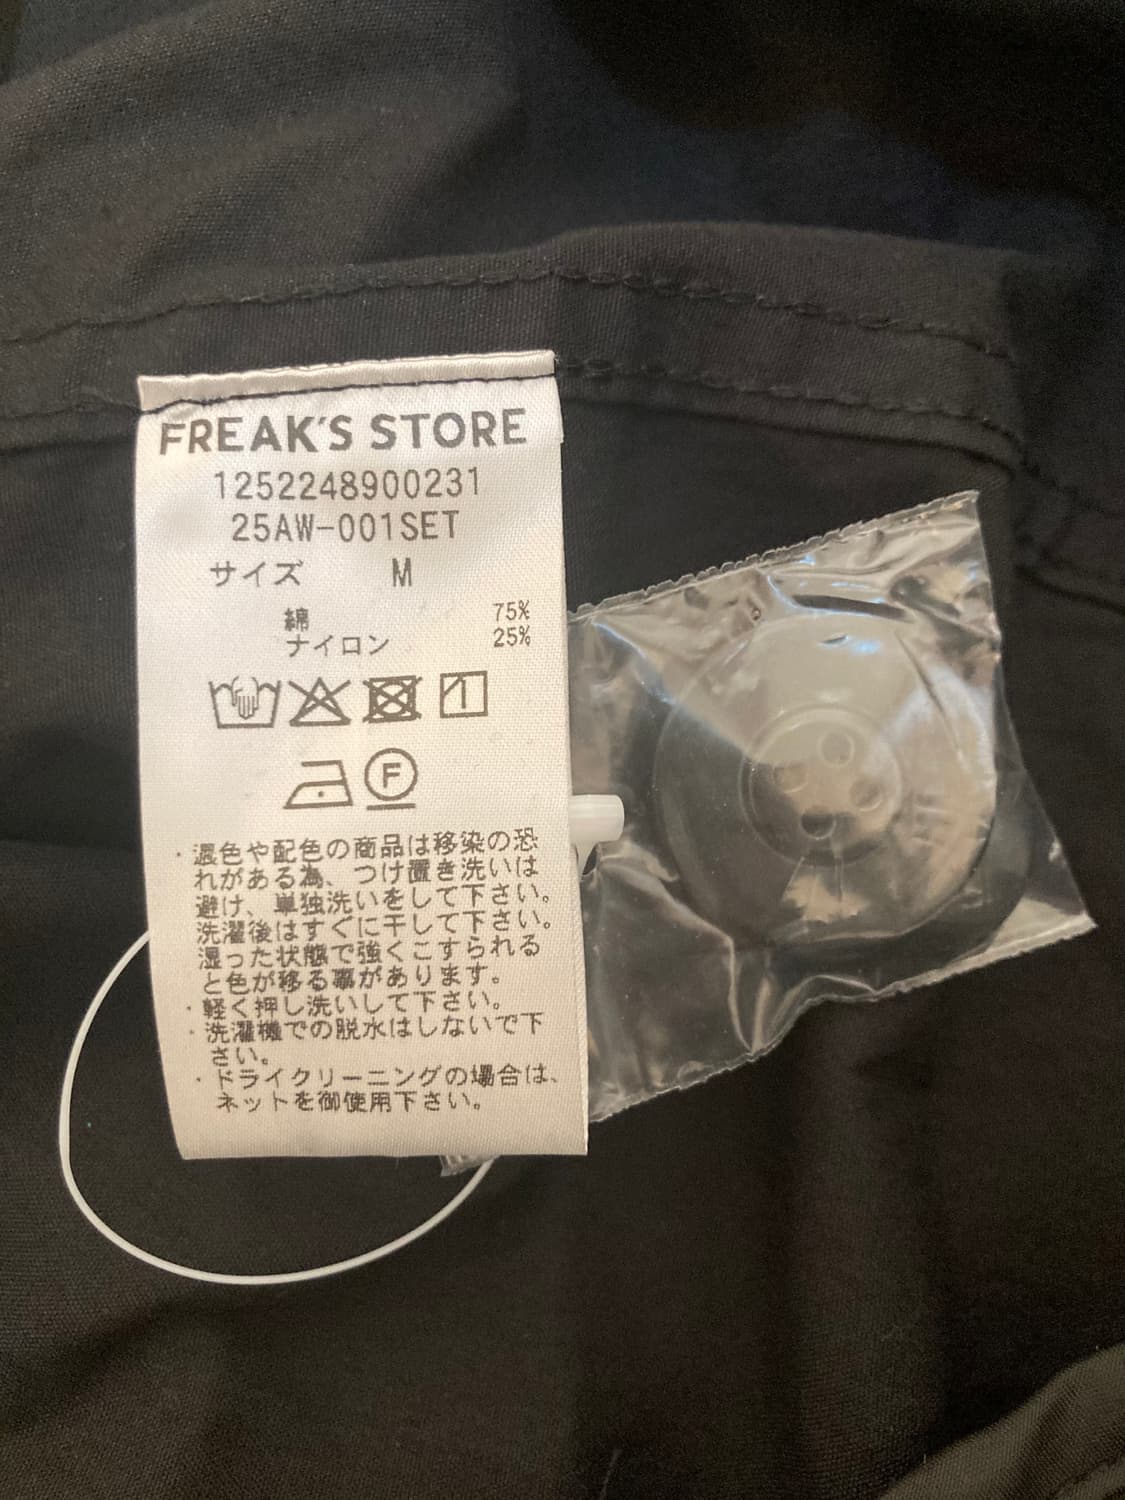 FREAK'S STORE
1252248900231
25AW-001SET
サイズ M
綿 75%
ナイロン 25%
F
・濃色や配色の商品は移染の恐
れがある為、つけ置き洗いは
避け、単独洗いをして下さい。
洗濯後はすぐに干して下さい。
湿った状態で強くこすられる
と色が移る事があります。
・軽く押し洗いして下さい。
・洗濯機での脱水はしないで下
さい。
・ドライクリーニングの場合は、
ネットを御使用下さい。